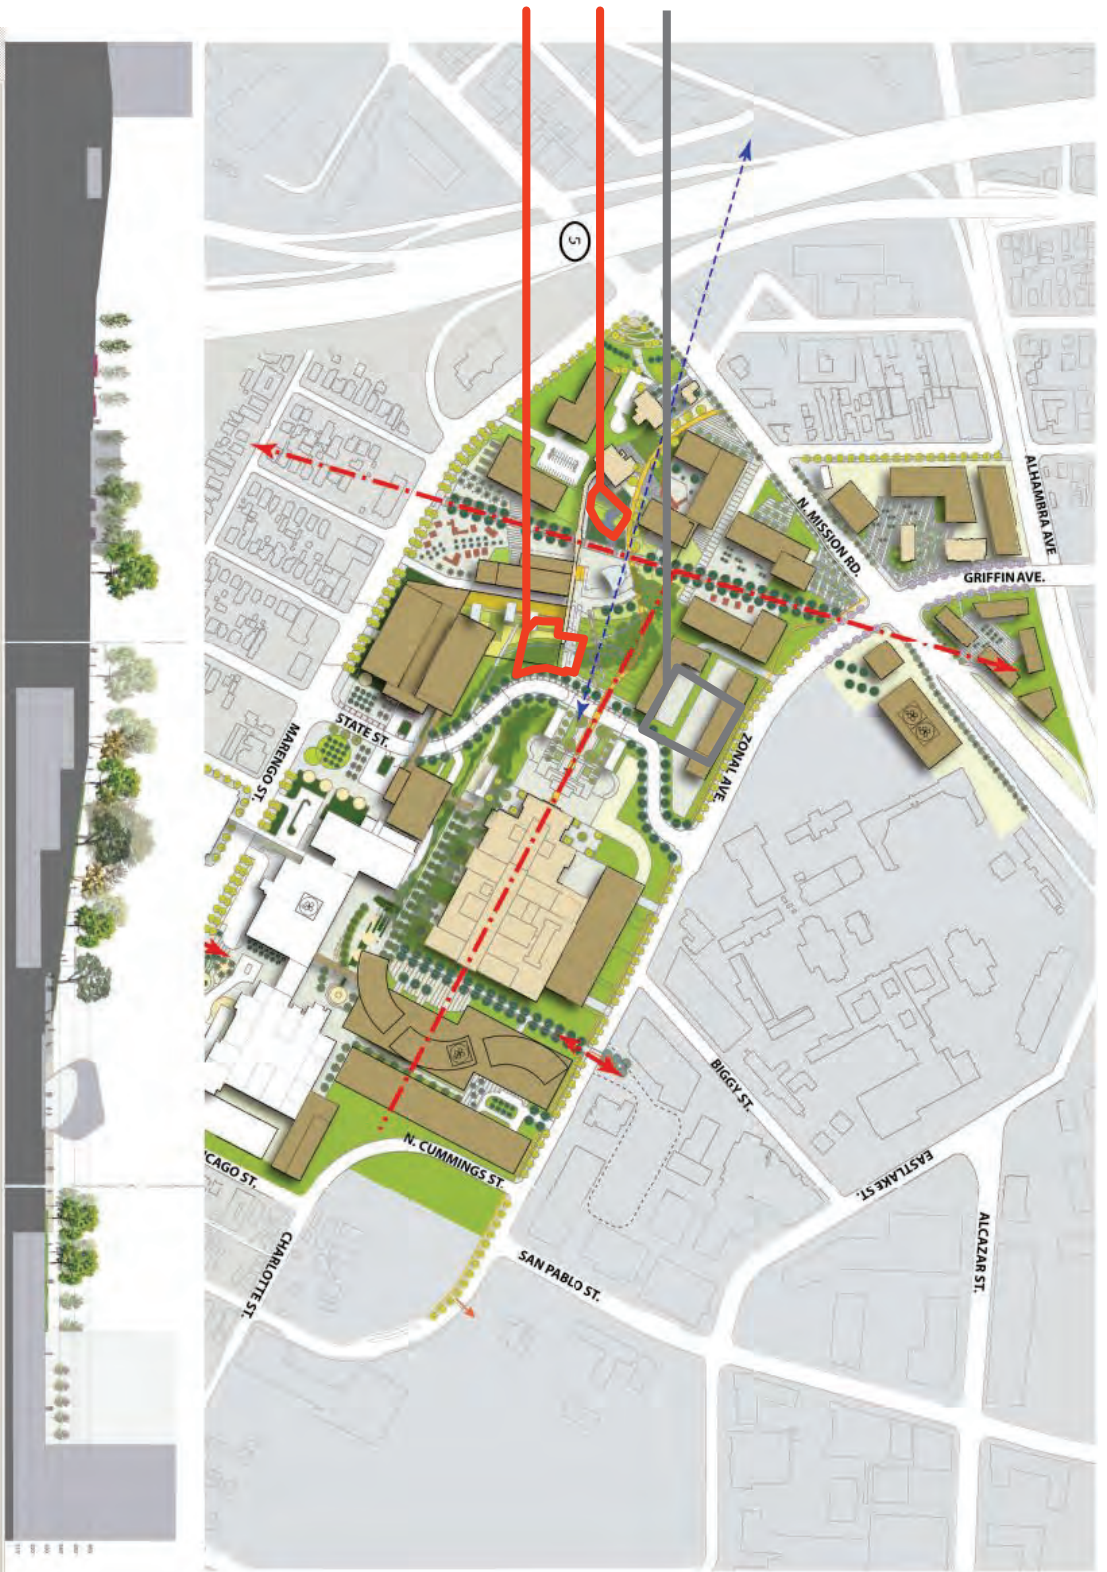 5
ALHAMBRA AVE.
N. MISSION RD.
GRIFFIN AVE.
STATE ST.
MARENGO ST.
ZONAL AVE.
BIGGY ST.
N. CUMMINGS ST.
EASTLAKE ST.
CAGO ST.
ALCAZAR ST.
CHARLOTTE ST.
SAN PABLO ST.